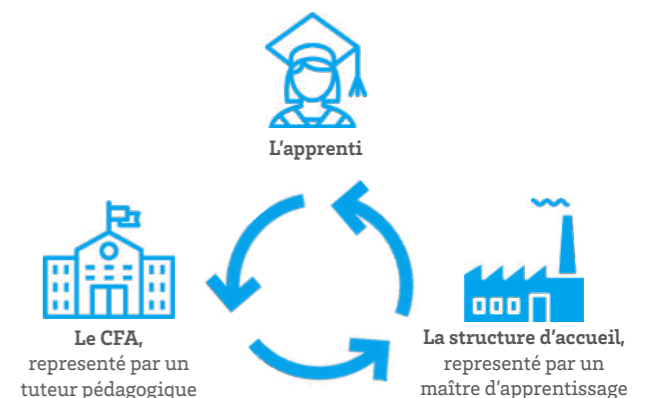 L'apprenti
Le CFA,
representé par un
tuteur pédagogique
La structure d'accueil,
representé par un
maître d'apprentissage